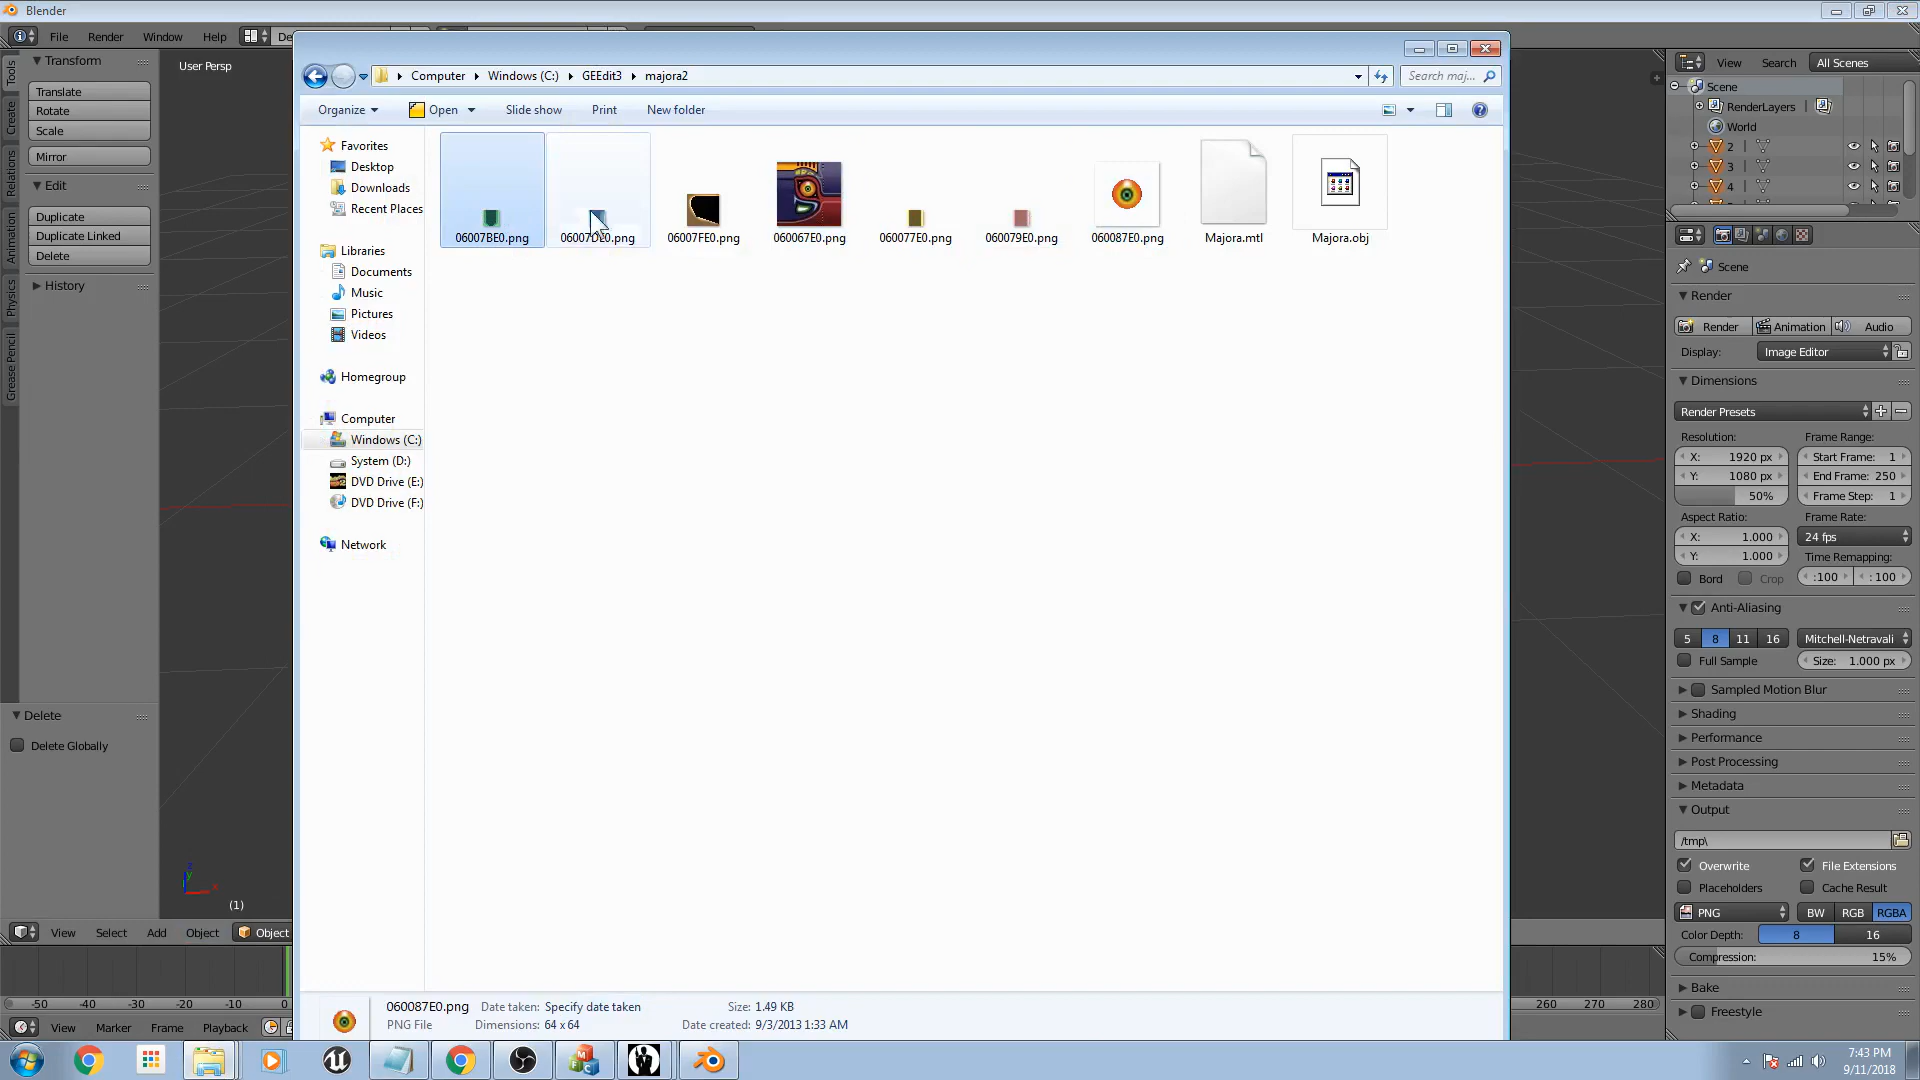 Blender
File Render Window Help De
Computer Windows (C:) GEEdit3 majora2 Search maj...
Organize Open Slide show Print New folder
Favorites
Desktop
Downloads
Recent Places
Libraries
Documents
Music
Pictures
Videos
Homegroup
Computer
Windows (C:)
System (D:)
DVD Drive (E:)
DVD Drive (F:)
Network
06007BE0.png 06007DE0.png 06007FE0.png 060067E0.png 060077E0.png 060079E0.png 060087E0.png Majora.mtl Majora.obj
060087E0.png Date taken: Specify date taken Size: 1.49 KB
PNG File Dimensions: 64 x 64 Date created: 9/3/2013 1:33 AM
Tools
Create
Relations
Animation
Physics
Grease Pencil
Transform
Translate
Rotate
Scale
Mirror
Edit
Duplicate
Duplicate Linked
Delete
History
Delete
Delete Globally
User Persp
z
y
x
(1)
View Select Add Object Object
-50 -40 -30 -20 -10 0 260 270 280
View Marker Frame Playback
View Search All Scenes
Scene
RenderLayers |
World
2 |
3 |
4 |
Scene
Render
Render Animation Audio
Display: Image Editor
Dimensions
Render Presets
Resolution: Frame Range:
X: 1920 px Start Frame: 1
Y: 1080 px End Frame: 250
50% Frame Step: 1
Aspect Ratio: Frame Rate:
X: 1.000 24 fps
Y: 1.000 Time Remapping:
Bord Crop :100 : 100
Anti-Aliasing
5 8 11 16 Mitchell-Netravali
Full Sample Size: 1.000 px
Sampled Motion Blur
Shading
Performance
Post Processing
Metadata
Output
/tmp\
Overwrite File Extensions
Placeholders Cache Result
PNG BW RGB RGBA
Color Depth: 8 16
Compression: 15%
Bake
Freestyle
7:43 PM
9/11/2018